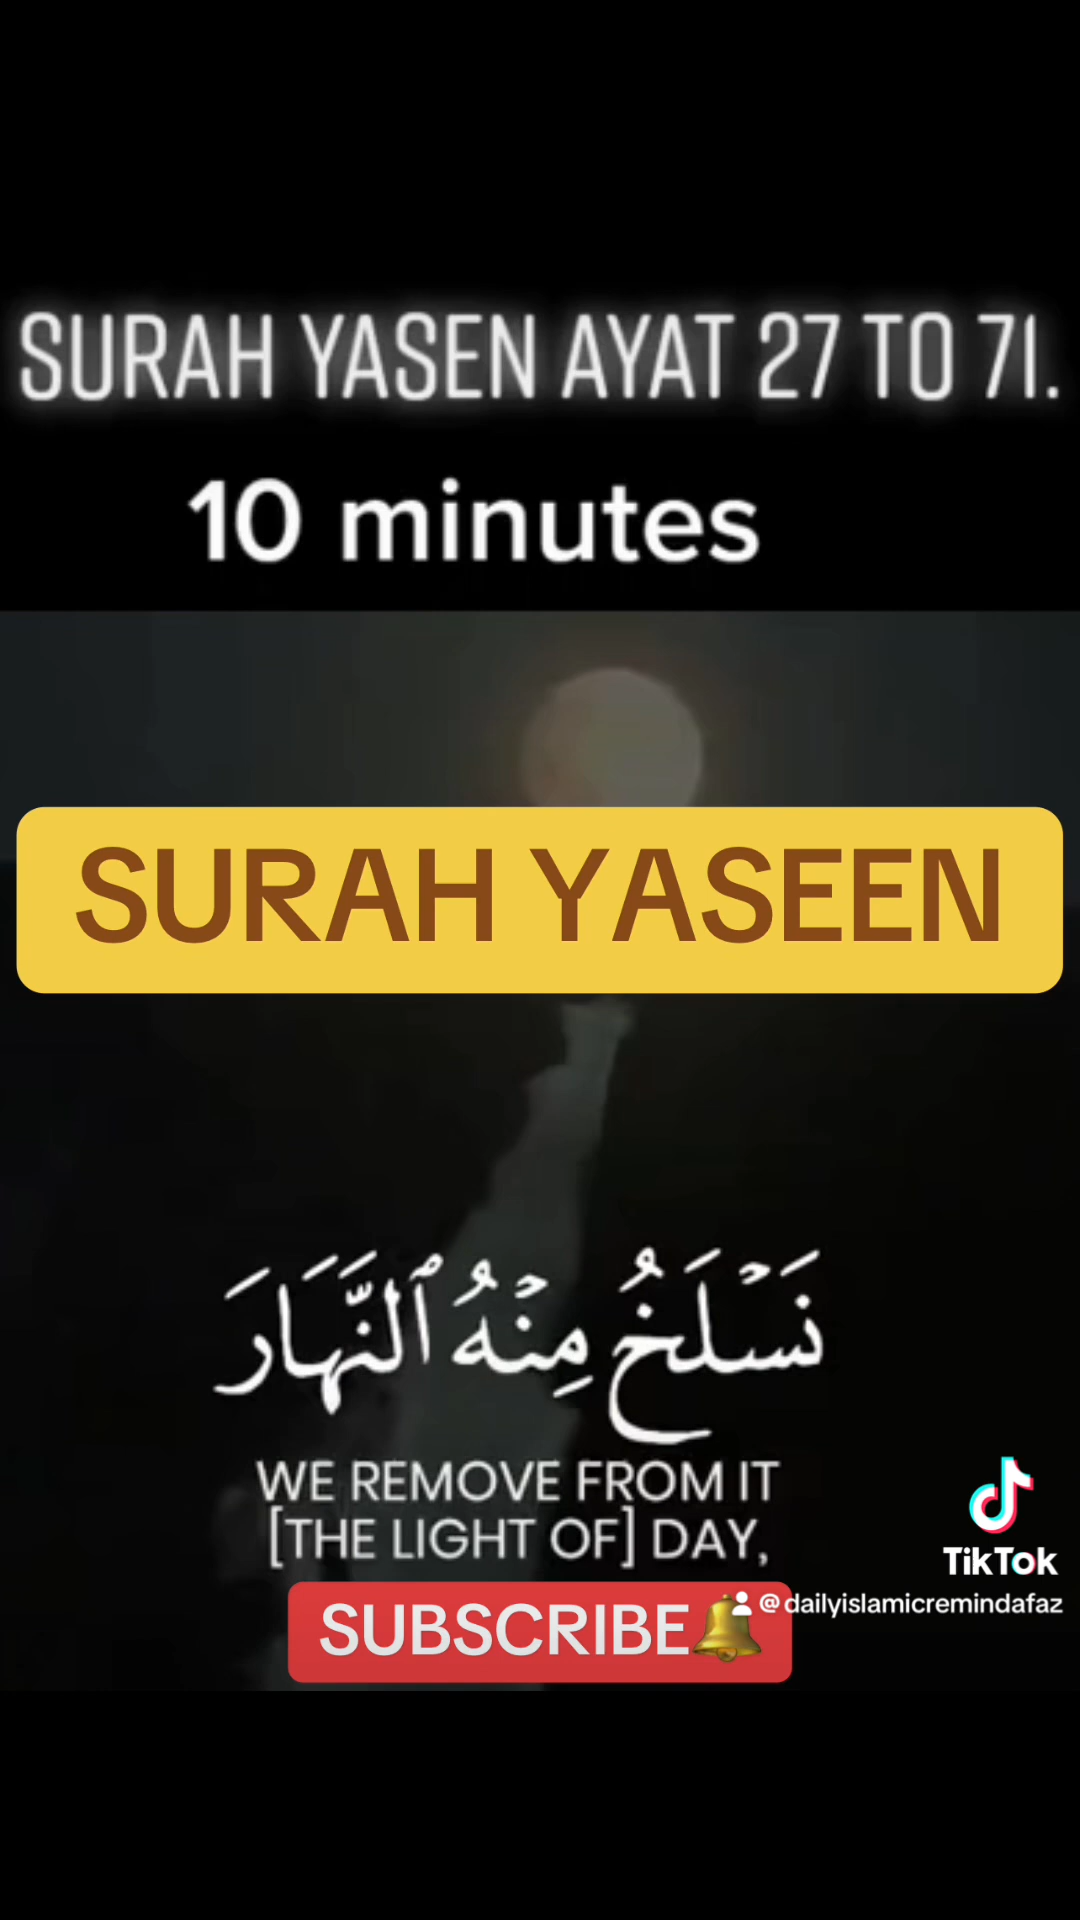 SURAH YASEN AYAT 27 TO 71.
10 minutes
SURAH YASEEN
نَسْلَخُ مِنْهُ ٱلنَّهَارَ
WE REMOVE FROM IT
[THE LIGHT OF] DAY,
TikTok
SUBSCRIBE🔔
@dailyislamicremindafaz